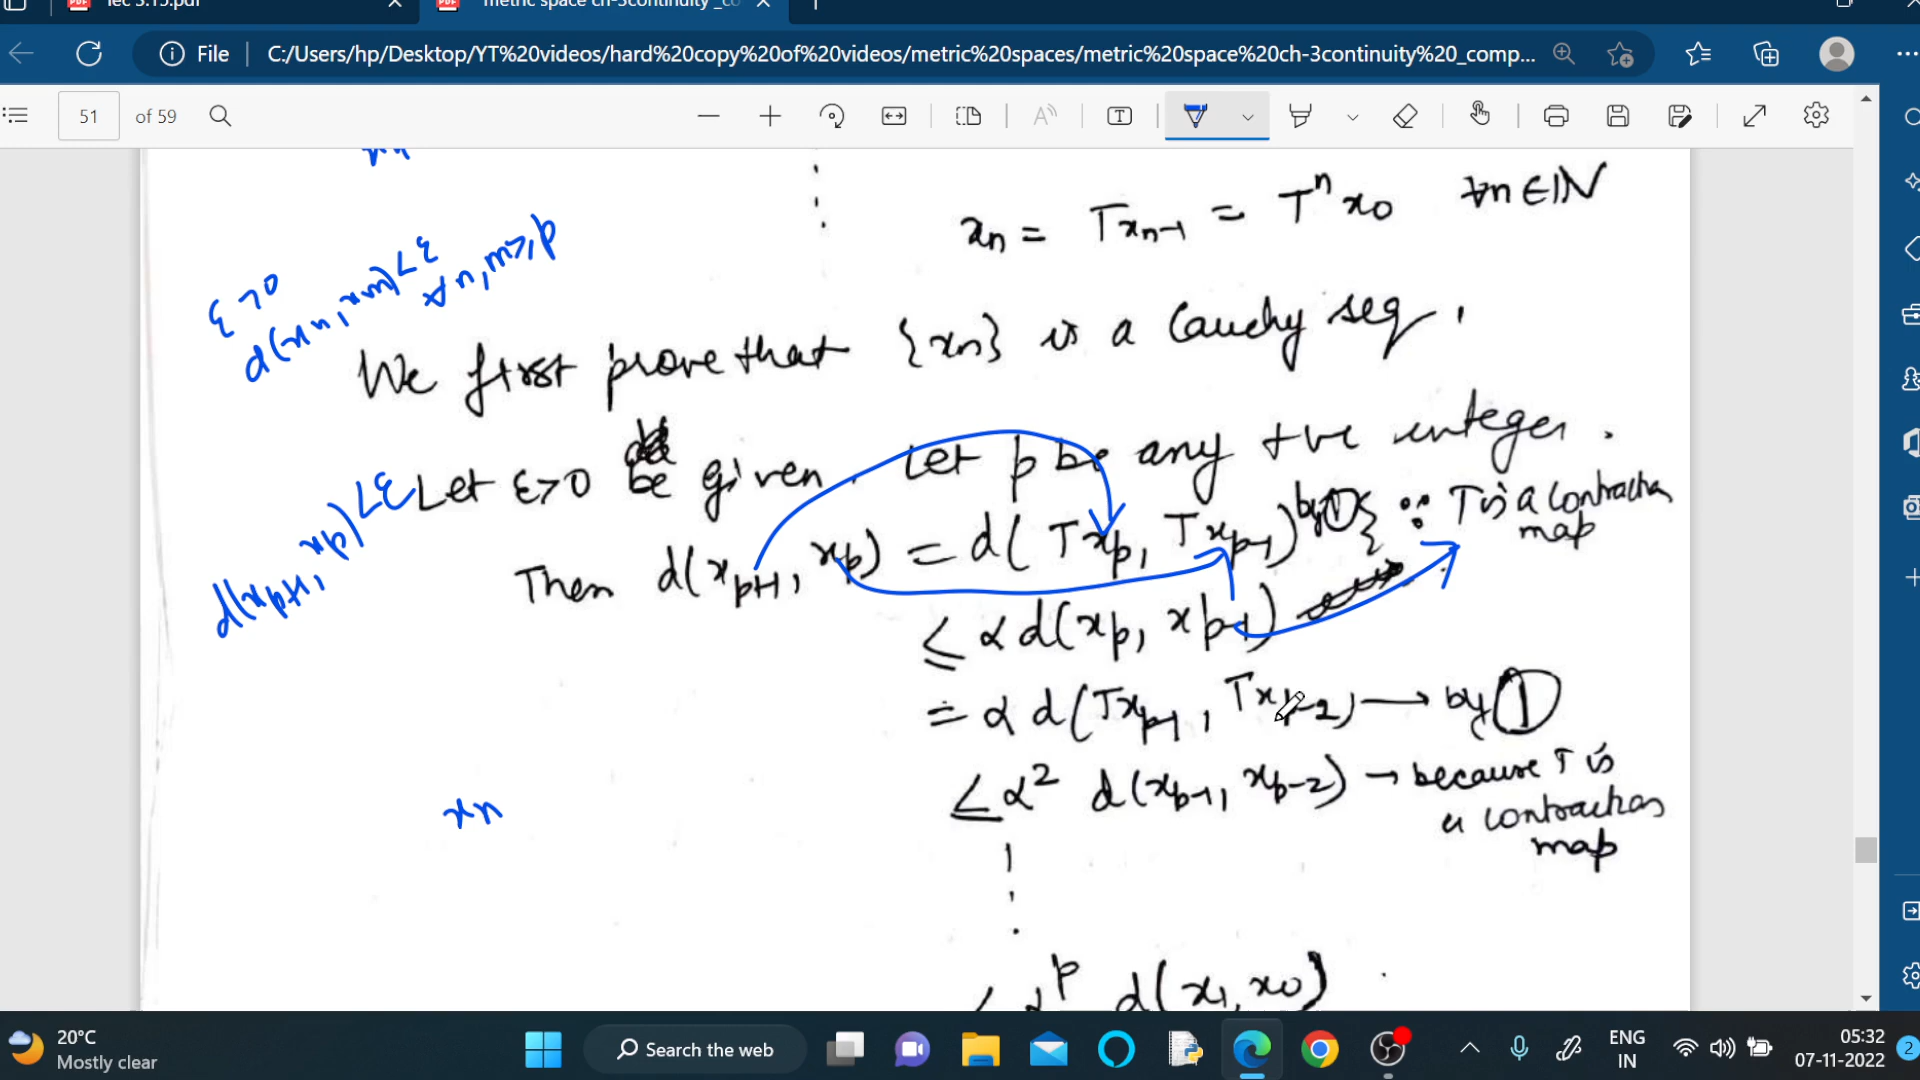 lec 3.15.pdf
metric space ch-3continuity _co
File
C:/Users/hp/Desktop/YT%20videos/hard%20copy%20of%20videos/metric%20spaces/metric%20space%20ch-3continuity%20_comp...
51 of 59
xn
xn = Txn-1 = T^n x0 ∀n∈IN
ε>0
d(xn, xm)<ε
∀n,m≥p
We first prove that {xn} is a Cauchy seq.
Let ε>0 be given. Let p be any +ve integer.
d(xp+1, xp)<ε
Then d(xp+1, xp) = d(Txp, Txp-1) by ① { ∵ T is a contraction map
≤ α d(xp, xp-1)
= α d(Txp-1, Txp-2) → by ①
≤ α² d(xp-1, xp-2) → because T is a contraction map
xn
≤ α^p d(x1, x0)
20°C
Mostly clear
Search the web
ENG
IN
05:32
07-11-2022
2